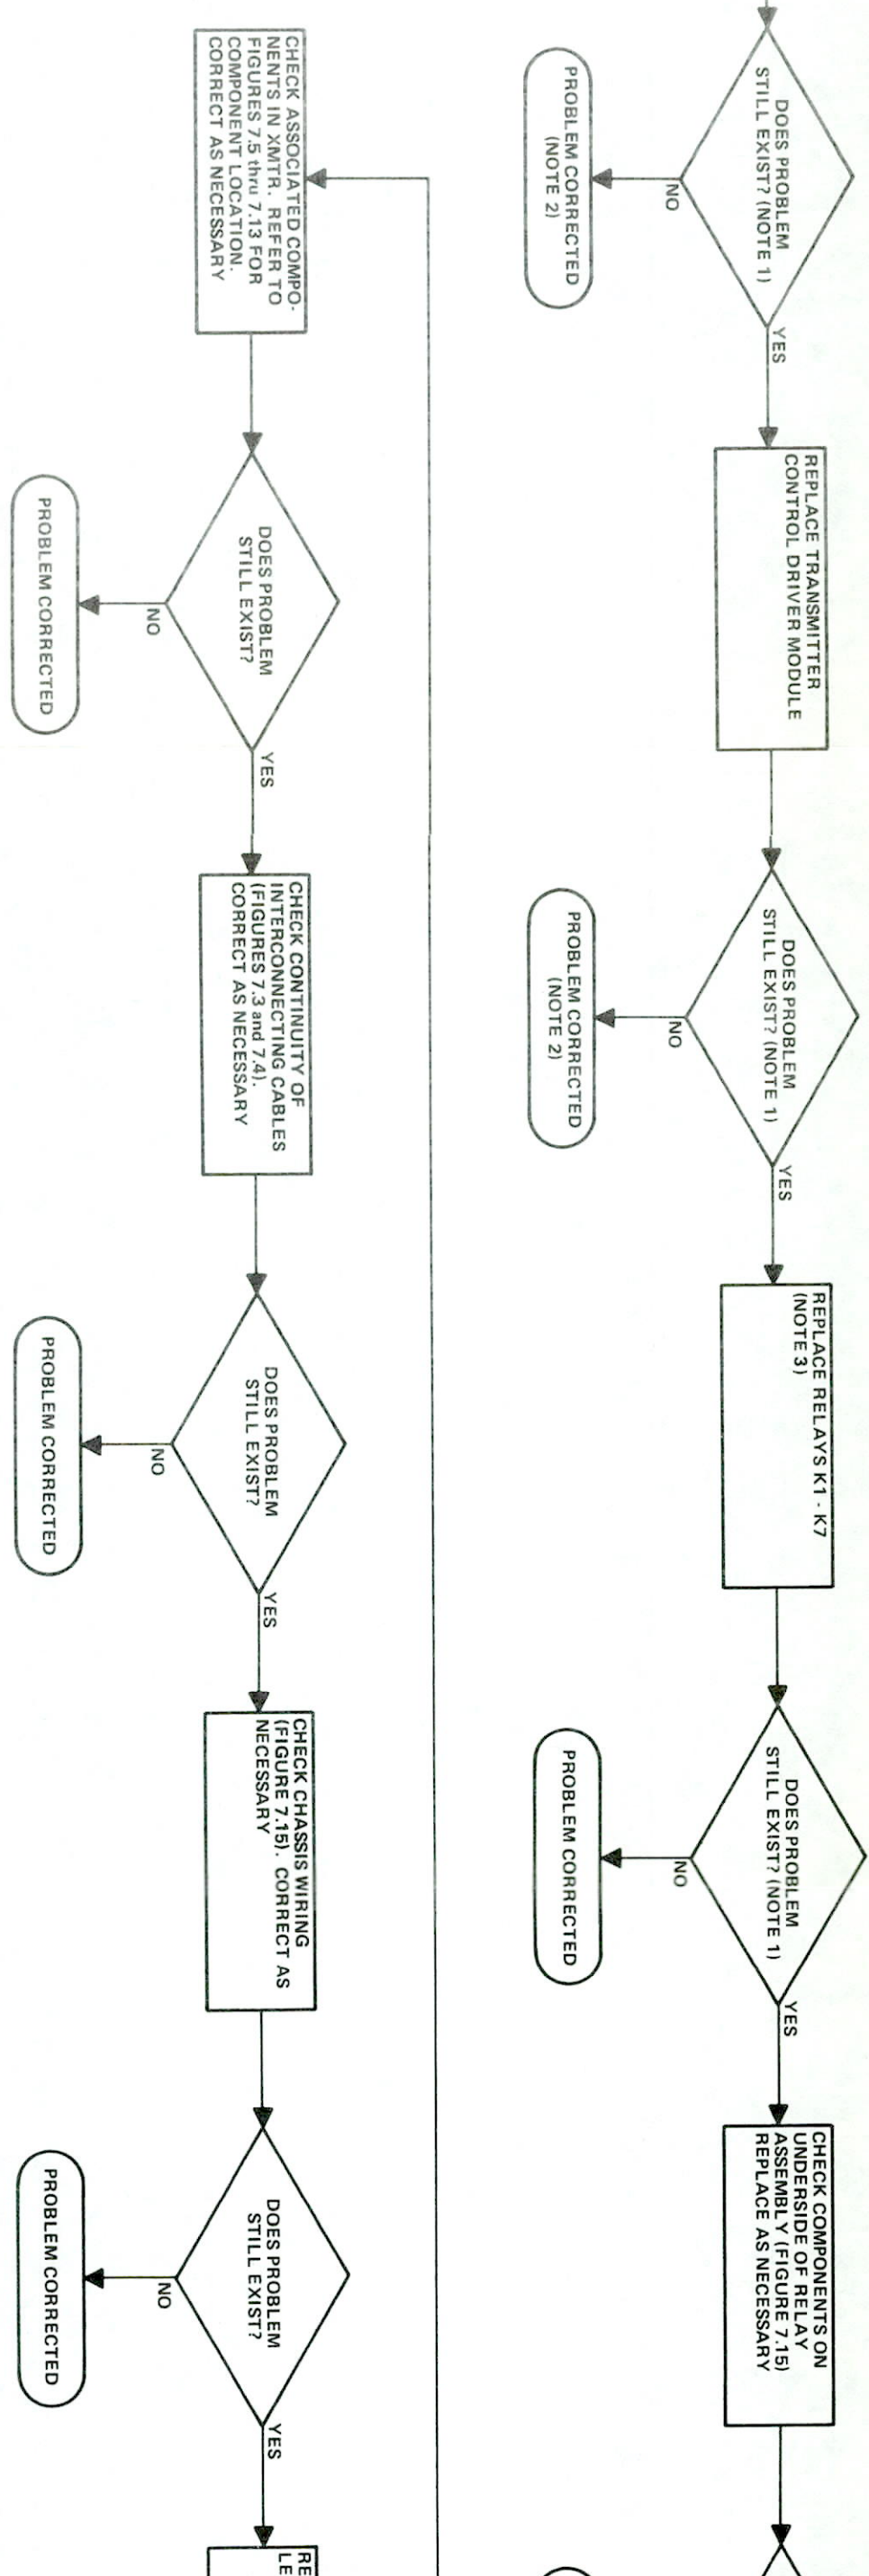 DOES PROBLEM
STILL EXIST? (NOTE 1)
NO
PROBLEM CORRECTED
(NOTE 2)
YES
REPLACE TRANSMITTER
CONTROL DRIVER MODULE
DOES PROBLEM
STILL EXIST? (NOTE 1)
NO
PROBLEM CORRECTED
(NOTE 2)
YES
REPLACE RELAYS K1 - K7
(NOTE 3)
DOES PROBLEM
STILL EXIST? (NOTE 1)
NO
PROBLEM CORRECTED
YES
CHECK COMPONENTS ON
UNDERSIDE OF RELAY
ASSEMBLY (FIGURE 7.15)
REPLACE AS NECESSARY
CHECK ASSOCIATED COMPO-
NENTS IN XMTR. REFER TO
FIGURES 7.5 thru 7.13 FOR
COMPONENT LOCATION.
CORRECT AS NECESSARY
DOES PROBLEM
STILL EXIST?
NO
PROBLEM CORRECTED
YES
CHECK CONTINUITY OF
INTERCONNECTING CABLES
(FIGURES 7.3 and 7.4).
CORRECT AS NECESSARY
DOES PROBLEM
STILL EXIST?
NO
PROBLEM CORRECTED
YES
CHECK CHASSIS WIRING
(FIGURE 7.15). CORRECT AS
NECESSARY
DOES PROBLEM
STILL EXIST?
NO
PROBLEM CORRECTED
YES